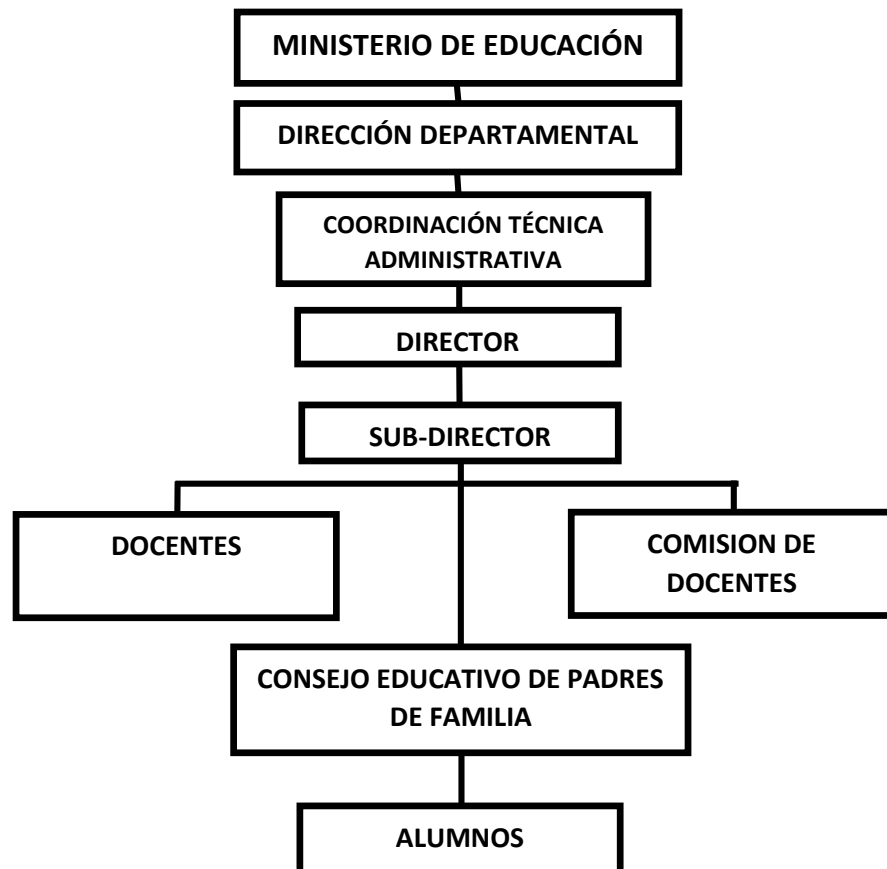 MINISTERIO DE EDUCACIÓN
DIRECCIÓN DEPARTAMENTAL
COORDINACIÓN TÉCNICA
ADMINISTRATIVA
DIRECTOR
SUB-DIRECTOR
DOCENTES
COMISION DE
DOCENTES
CONSEJO EDUCATIVO DE PADRES
DE FAMILIA
ALUMNOS